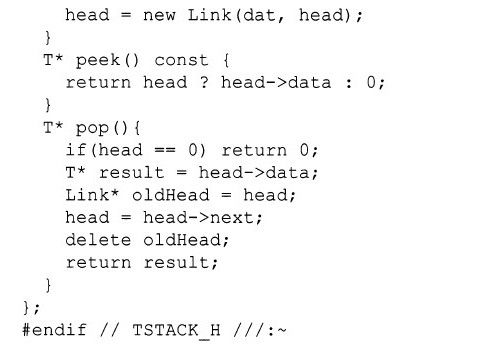 head = new Link(dat, head);
  }
  T* peek() const {
    return head ? head->data : 0;
  }
  T* pop(){
    if(head == 0) return 0;
    T* result = head->data;
    Link* oldHead = head;
    head = head->next;
    delete oldHead;
    return result;
  }
};
#endif // TSTACK_H ///:~